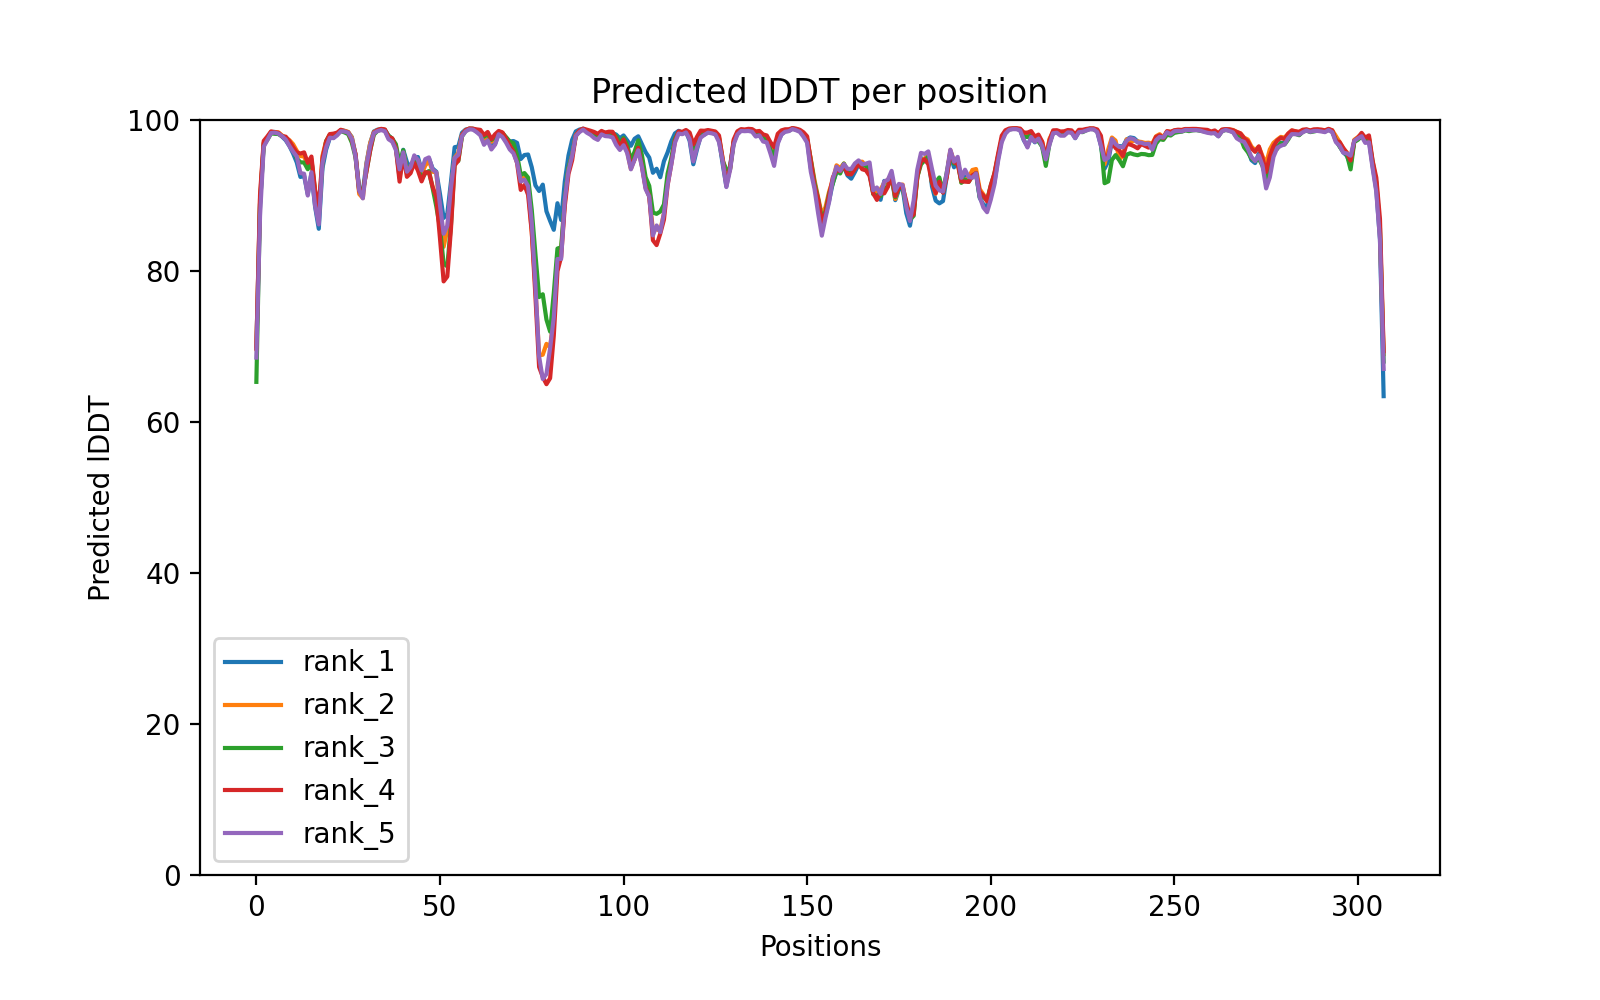 Predicted lDDT per position
100
80
60
40
20
0
Predicted lDDT
rank_1
rank_2
rank_3
rank_4
rank_5
0 50 100 150 200 250 300
Positions